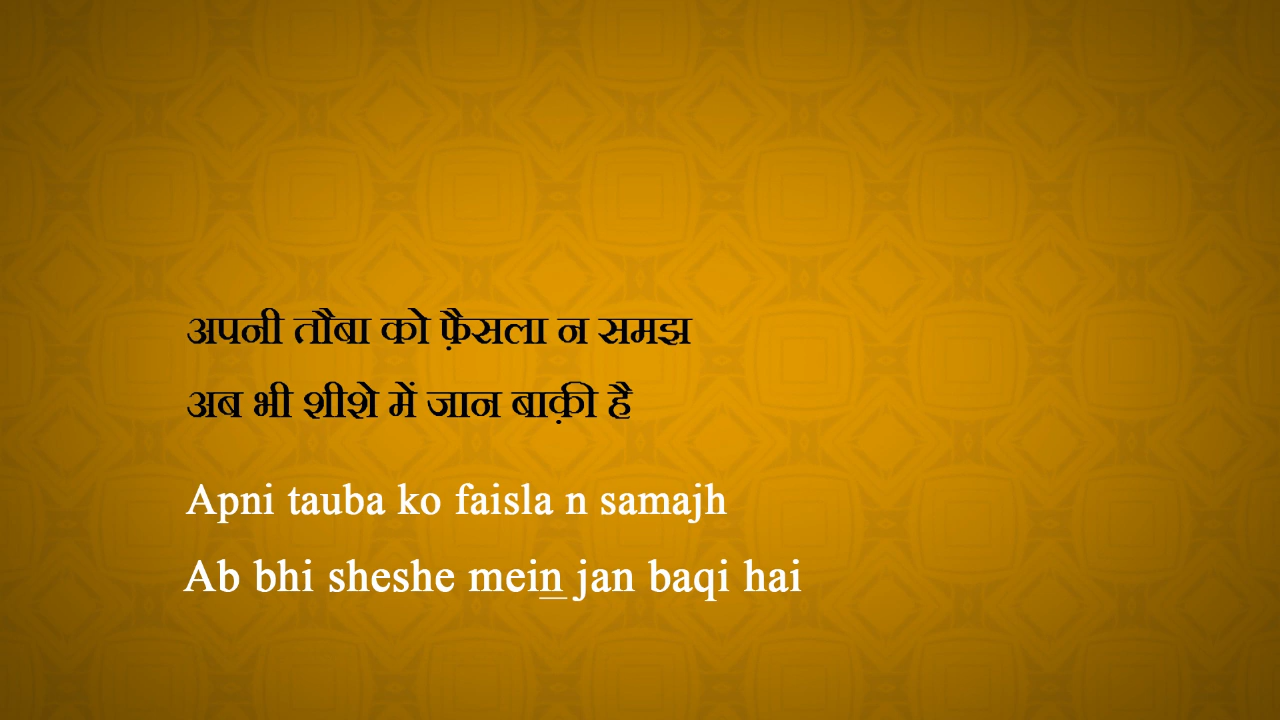 अपनी तौबा को फ़ैसला न समझ
अब भी शीशे में जान बाक़ी है
Apni tauba ko faisla n samajh
Ab bhi sheshe mein jan baqi hai